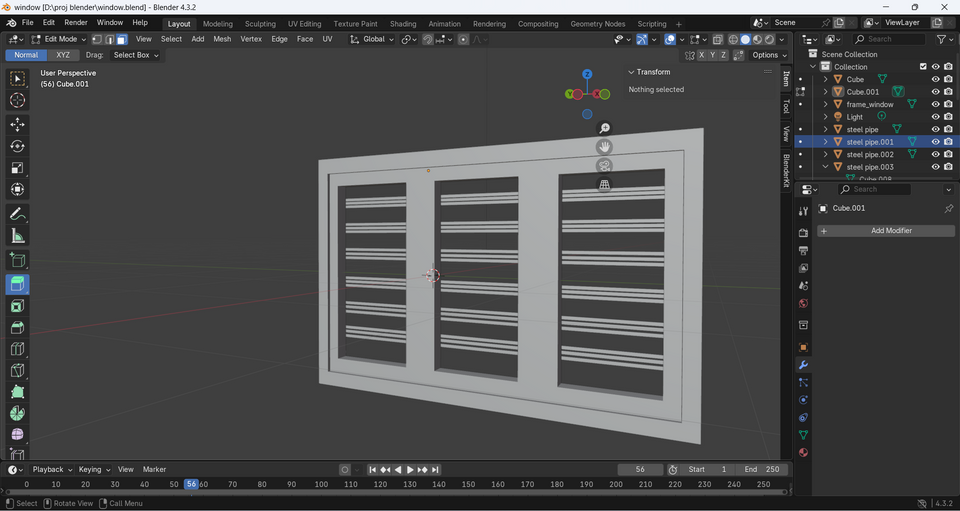 window [D:\proj blender\window.blend] - Blender 4.3.2
File Edit Render Window Help Layout Modeling Sculpting UV Editing Texture Paint Shading Animation Rendering Compositing Geometry Nodes Scripting Scene ViewLayer
Edit Mode View Select Add Mesh Vertex Edge Face UV Global
Normal XYZ Drag: Select Box X Y Z Options
User Perspective
(56) Cube.001
Z
Y
X
Transform
Nothing selected
Item
Tool
View
BlenderKit
Search
Scene Collection
Collection
Cube
Cube.001
frame_window
Light
steel pipe
steel pipe.001
steel pipe.002
steel pipe.003
Search
Cube.001
Add Modifier
Playback Keying View Marker 56 Start 1 End 250
0 10 20 30 40 50 56 60 70 80 90 100 110 120 130 140 150 160 170 180 190 200 210 220 230 240 250
Select Rotate View Call Menu 4.3.2